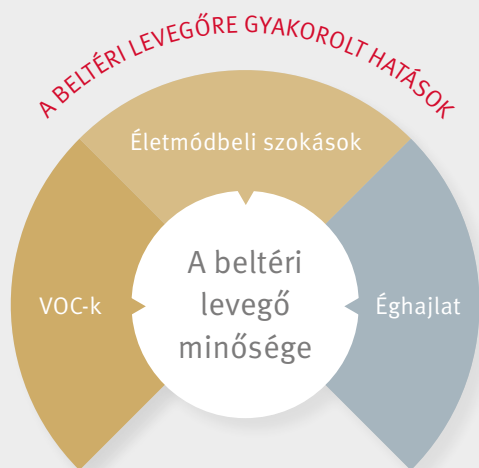 A BELTÉRI LEVEGŐRE GYAKOROLT HATÁSOK
Életmódbeli szokások
VOC-k
A beltéri
levegő
minősége
Éghajlat